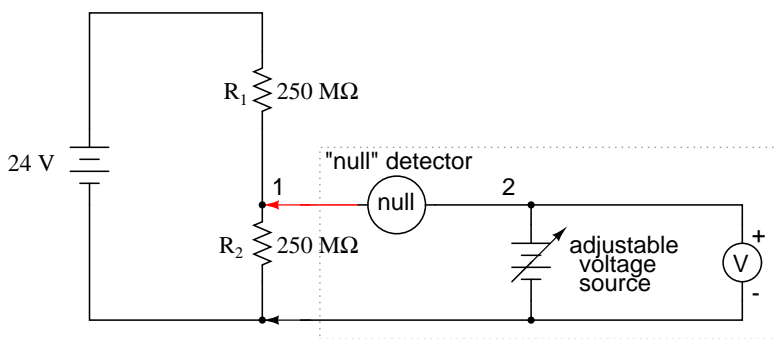 R1 250 MΩ
24 V
"null" detector
1
null
2
R2 250 MΩ
adjustable
voltage
source
+
V
-